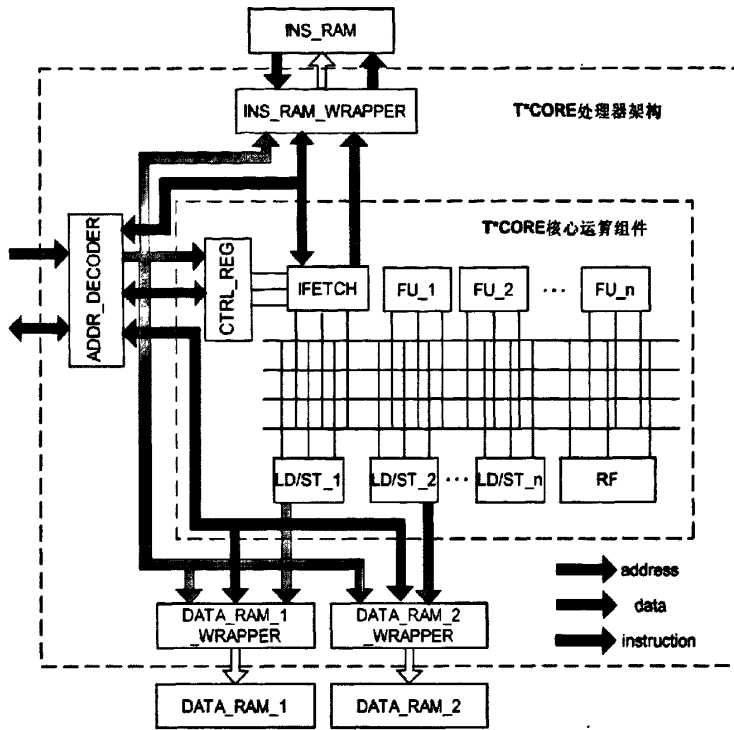 INS_RAM
INS_RAM_WRAPPER
T*CORE处理器架构
T*CORE核心运算组件
ADDR_DECODER
CTRL_REG
IFETCH
FU_1
FU_2
...
FU_n
LD/ST_1
LD/ST_2
...
LD/ST_n
RF
address
data
instruction
DATA_RAM_1
_WRAPPER
DATA_RAM_2
_WRAPPER
DATA_RAM_1
DATA_RAM_2